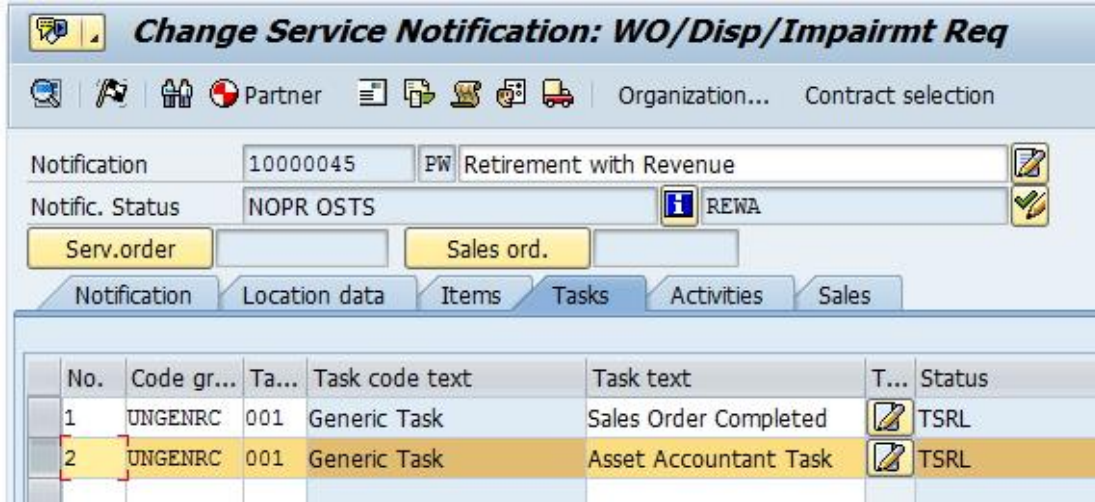 Change Service Notification: WO/Disp/Impairmt Req
Partner Organization... Contract selection
Notification 10000045 PW Retirement with Revenue
Notific. Status NOPR OSTS REWA
Serv.order Sales ord.
Notification Location data Items Tasks Activities Sales
No. Code gr... Ta... Task code text Task text T... Status
1 UNGENRC 001 Generic Task Sales Order Completed TSRL
2 UNGENRC 001 Generic Task Asset Accountant Task TSRL